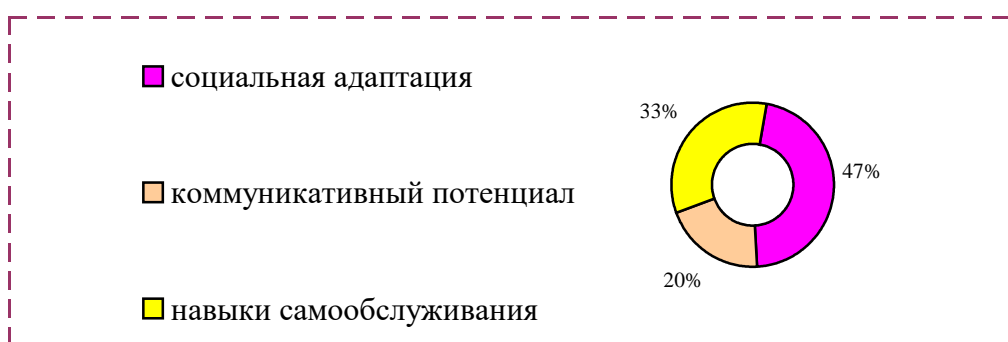 социальная адаптация
33%
47%
коммуникативный потенциал
20%
навыки самообслуживания